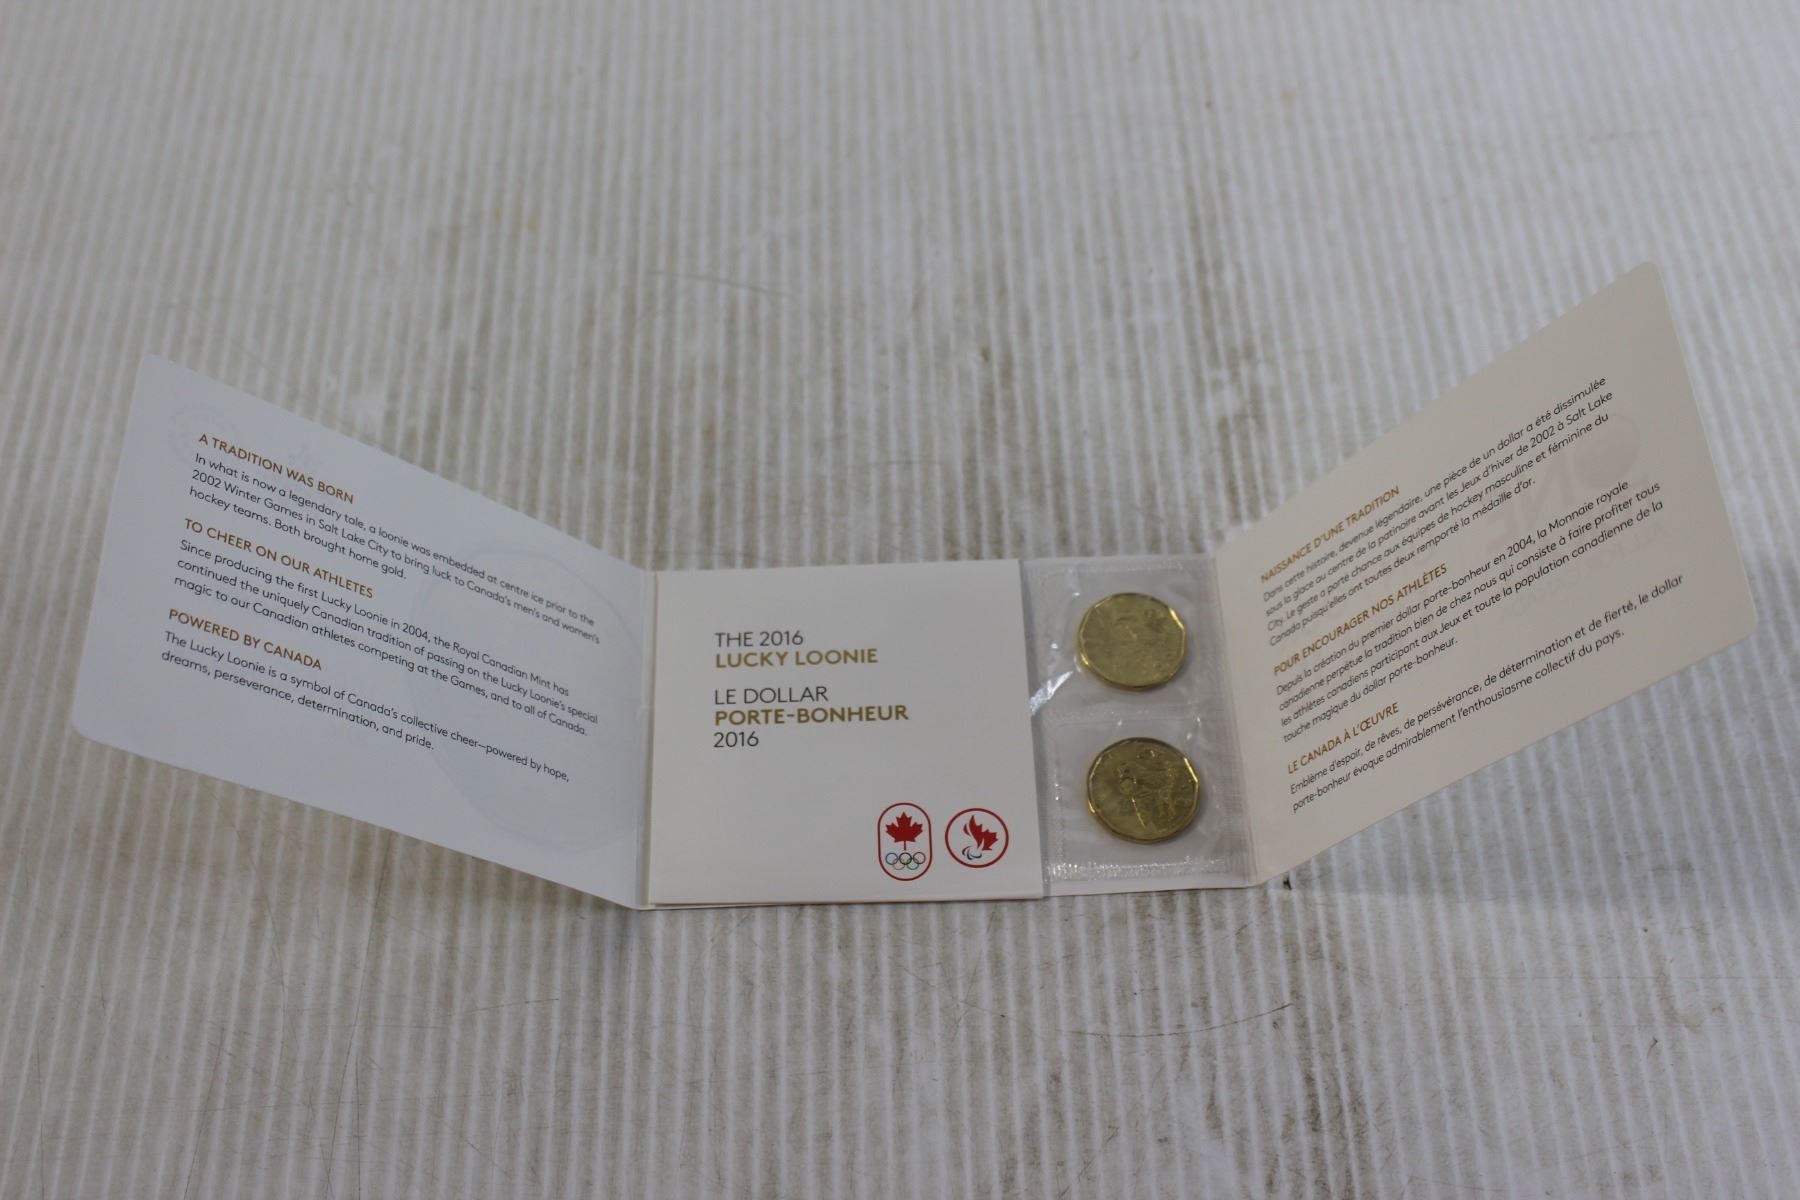 A TRADITION WAS BORN
In what is now a legendary tale, a loonie was embedded at centre ice prior to the
2002 Winter Games in Salt Lake City to bring luck to Canada's men's and women's
hockey teams. Both brought home gold.
TO CHEER ON OUR ATHLETES
Since producing the first Lucky Loonie in 2004, the Royal Canadian Mint has
continued the uniquely Canadian tradition of passing on the Lucky Loonie's special
magic to our Canadian athletes competing at the Games, and to all of Canada.
POWERED BY CANADA
The Lucky Loonie is a symbol of Canada's collective cheer—powered by hope,
dreams, perseverance, determination, and pride.
THE 2016
LUCKY LOONIE
LE DOLLAR
PORTE-BONHEUR
2016
NAISSANCE D'UNE TRADITION
Dans cette histoire, devenue légendaire, une pièce de un dollar a été dissimulée
sous la glace au centre de la patinoire avant les Jeux d'hiver de 2002 à Salt Lake
City. Le geste a porté chance aux équipes de hockey masculine et féminine du
Canada puisqu'elles ont toutes deux remporté la médaille d'or.
POUR ENCOURAGER NOS ATHLÈTES
Depuis la création du premier dollar porte-bonheur en 2004, la Monnaie royale
canadienne perpétue la tradition bien de chez nous qui consiste à faire profiter tous
les athlètes canadiens participant aux Jeux et toute la population canadienne de la
touche magique du dollar porte-bonheur.
LE CANADA À L'ŒUVRE
Emblème d'espoir, de rêves, de persévérance, de détermination et de fierté, le dollar
porte-bonheur évoque admirablement l'enthousiasme collectif du pays.